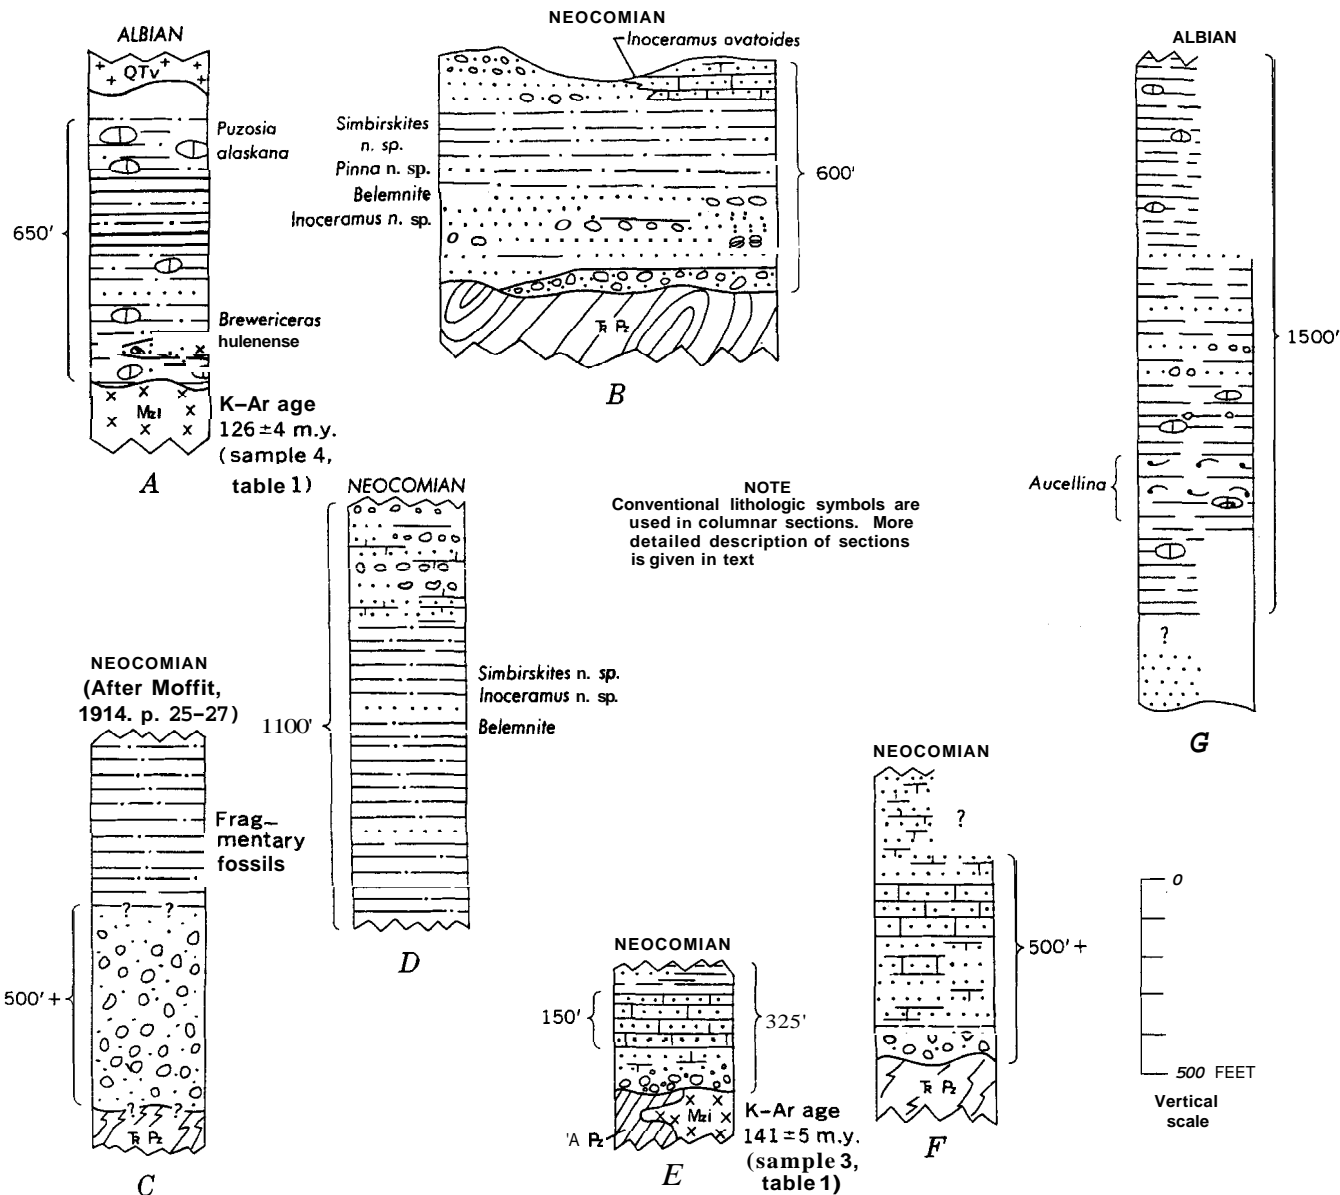 ALBIAN
QTv
Puzosia
alaskana
650'
Brewericeras
hulenense
Mzi
K-Ar age
126±4 m.y.
(sample 4,
table 1)
A
NEOCOMIAN
Inoceramus ovatoides
Simbirskites
n. sp.
Pinna n. sp.
Belemnite
Inoceramus n. sp.
600'
Ƭ Pz
B
ALBIAN
1500'
Aucellina
?
G
NOTE
Conventional lithologic symbols are
used in columnar sections. More
detailed description of sections
is given in text
NEOCOMIAN
(After Moffit,
1914. p. 25-27)
Frag-
mentary
fossils
? ?
500' +
? ?
Ƭ Pz
C
NEOCOMIAN
Simbirskites n. sp.
Inoceramus n. sp.
1100'
Belemnite
D
NEOCOMIAN
150'
325'
Mzi
'A Pz
K-Ar age
141±5 m.y.
(sample 3,
table 1)
E
NEOCOMIAN
?
500' +
Ƭ Pz
F
0
500 FEET
Vertical
scale